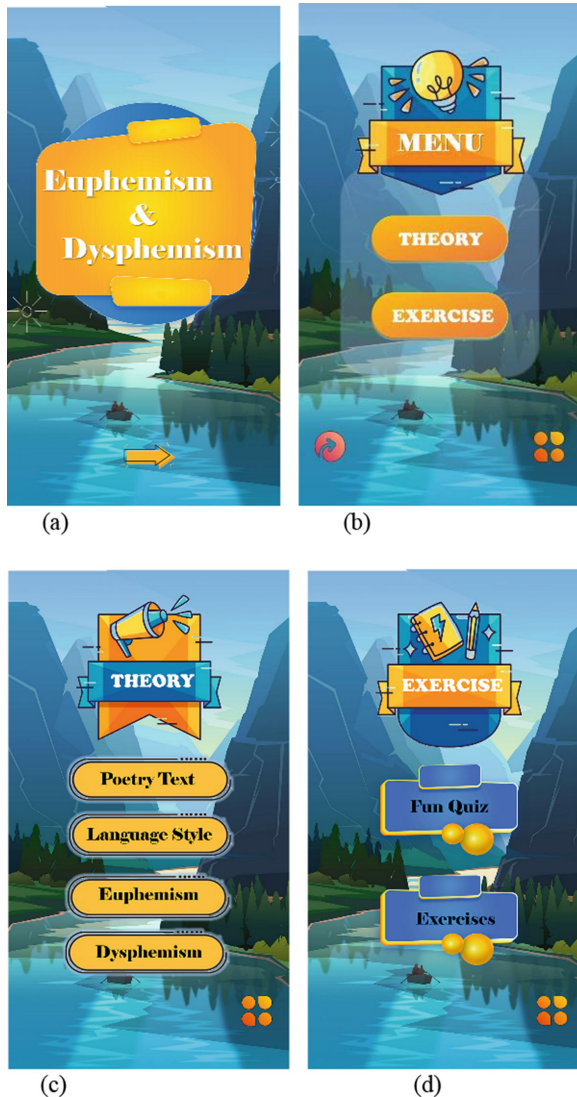 Euphemism
&
Dysphemism
(a)
MENU
THEORY
EXERCISE
(b)
THEORY
Poetry Text
Language Style
Euphemism
Dysphemism
(c)
EXERCISE
Fun Quiz
Exercises
(d)